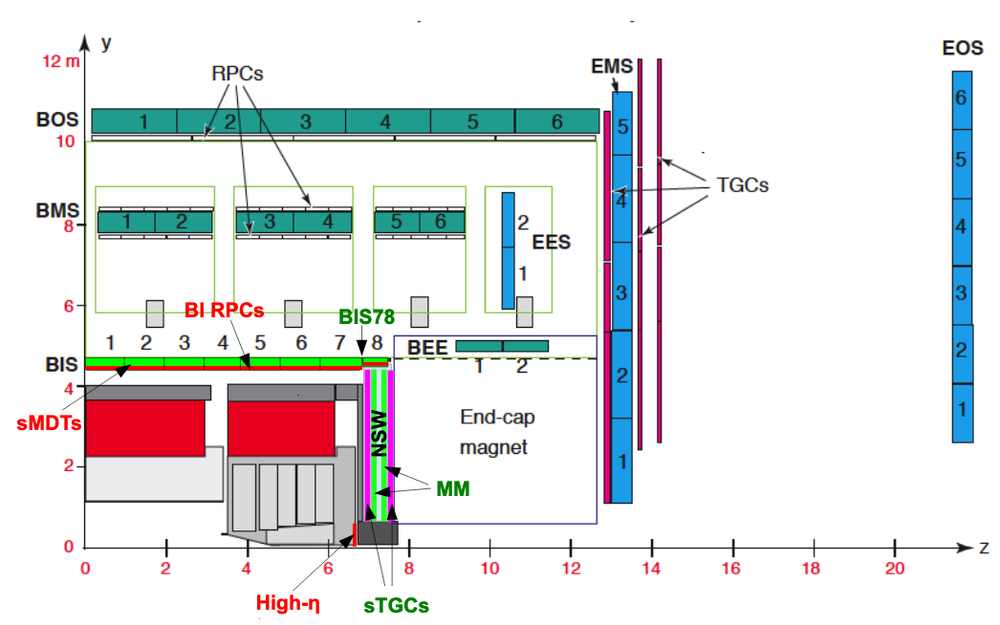 y
12 m
RPCs
EMS
EOS
BOS
1 2 3 4 5 6
10
5
6
5
TGCs
4
4
BMS
8
1 2
3 4
5 6
2
EES
1
3
3
6
BI RPCs
BIS78
1 2 3 4 5 6 7 8
BEE
1 2
2
2
BIS
4
sMDTs
NSW
End-cap
magnet
1
2
MM
1
0
z
0 2 4 6 8 10 12 14 16 18 20
High-η
sTGCs